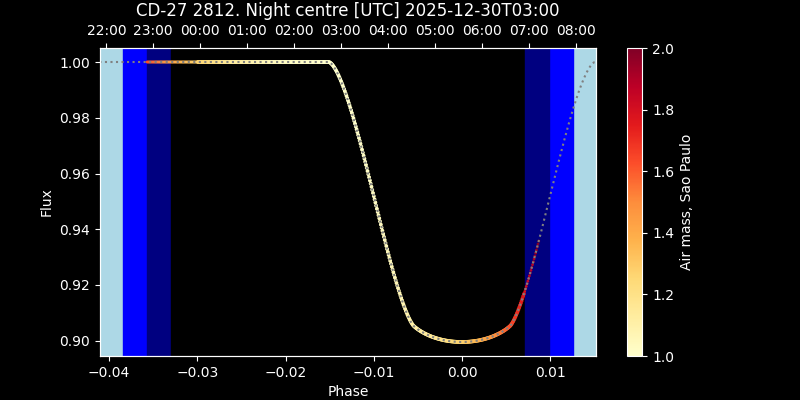 CD-27 2812. Night centre [UTC] 2025-12-30T03:00
22:00 23:00 00:00 01:00 02:00 03:00 04:00 05:00 06:00 07:00 08:00
1.00
0.98
0.96
0.94
0.92
0.90
Flux
−0.04 −0.03 −0.02 −0.01 0.00 0.01
Phase
2.0
1.8
1.6
1.4
1.2
1.0
Air mass, Sao Paulo